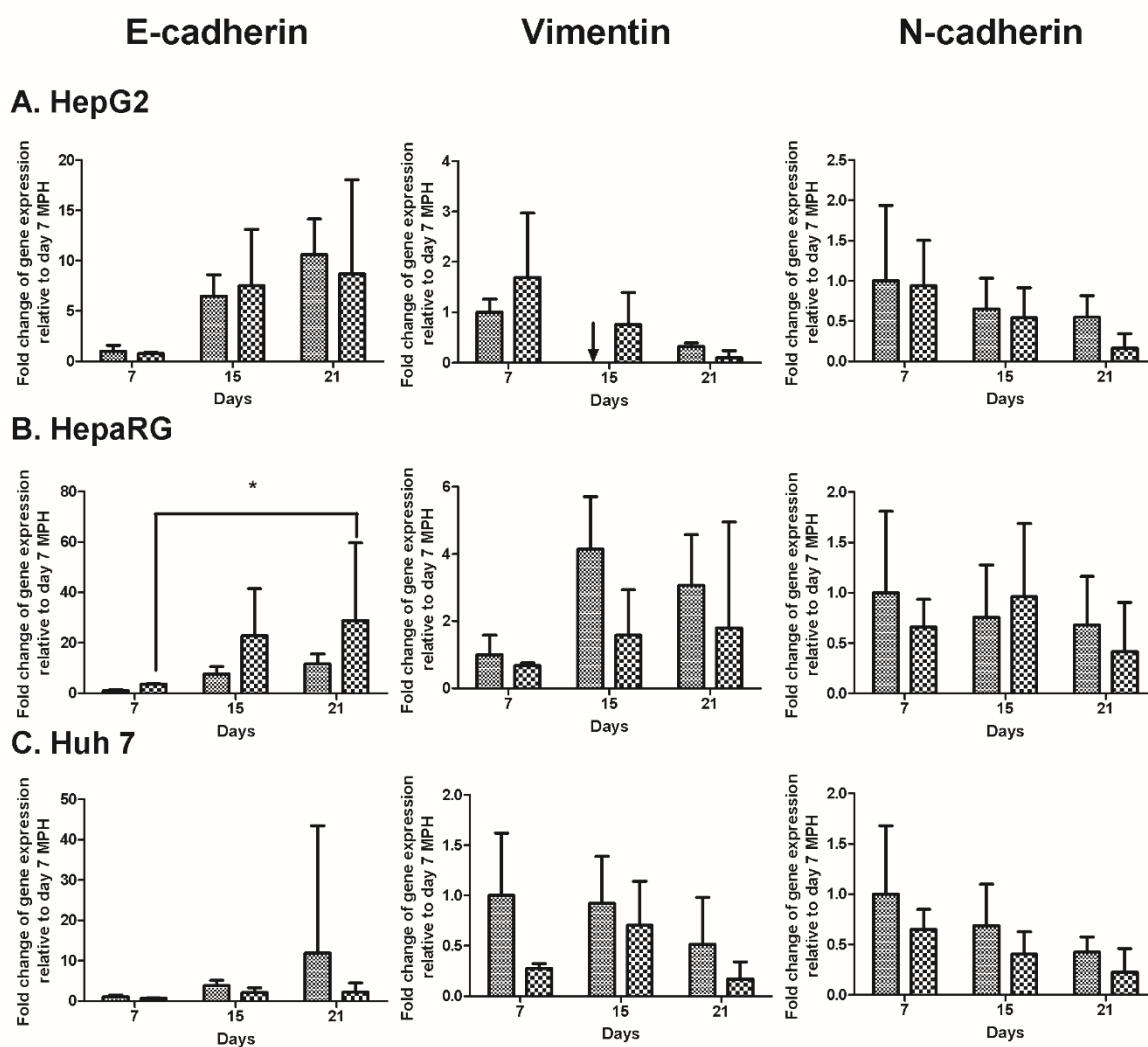 E-cadherin Vimentin N-cadherin
A. HepG2
Fold change of gene expression
relative to day 7 MPH
20
15
10
5
0
7 15 21
Days
Fold change of gene expression
relative to day 7 MPH
4
3
2
1
0
7 15 21
Days
Fold change of gene expression
relative to day 7 MPH
2.5
2.0
1.5
1.0
0.5
0.0
7 15 21
Days
B. HepaRG
Fold change of gene expression
relative to day 7 MPH
80
60
40
20
0
*
7 15 21
Days
Fold change of gene expression
relative to day 7 MPH
6
4
2
0
7 15 21
Days
Fold change of gene expression
relative to day 7 MPH
2.0
1.5
1.0
0.5
0.0
7 15 21
Days
C. Huh 7
Fold change of gene expression
relative to day 7 MPH
50
40
30
20
10
0
7 15 21
Days
Fold change of gene expression
relative to day 7 MPH
2.0
1.5
1.0
0.5
0.0
7 15 21
Days
Fold change of gene expression
relative to day 7 MPH
2.0
1.5
1.0
0.5
0.0
7 15 21
Days